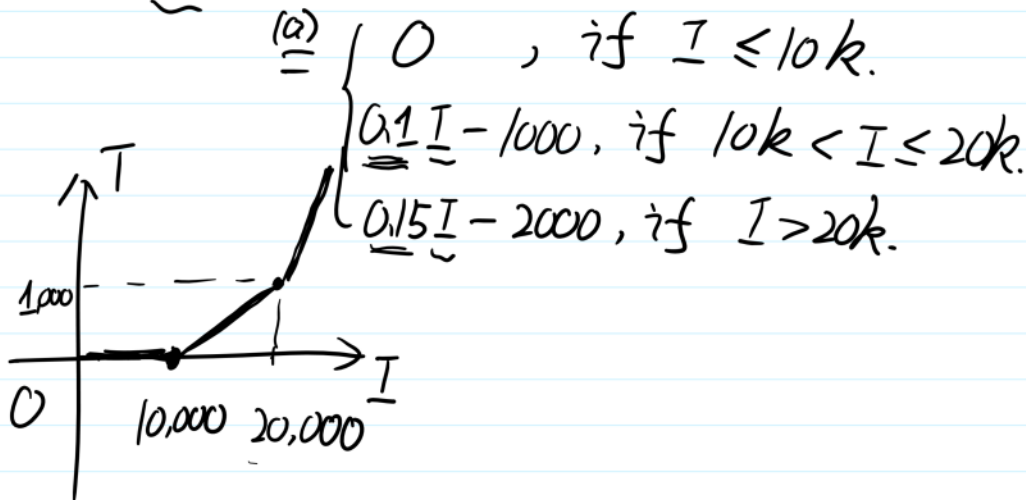 (a) 0 , if I ≤ 10k.
0.1 I - 1000, if 10k < I ≤ 20k.
0.15 I - 2000, if I > 20k.
T
1,000
I
0
10,000 20,000